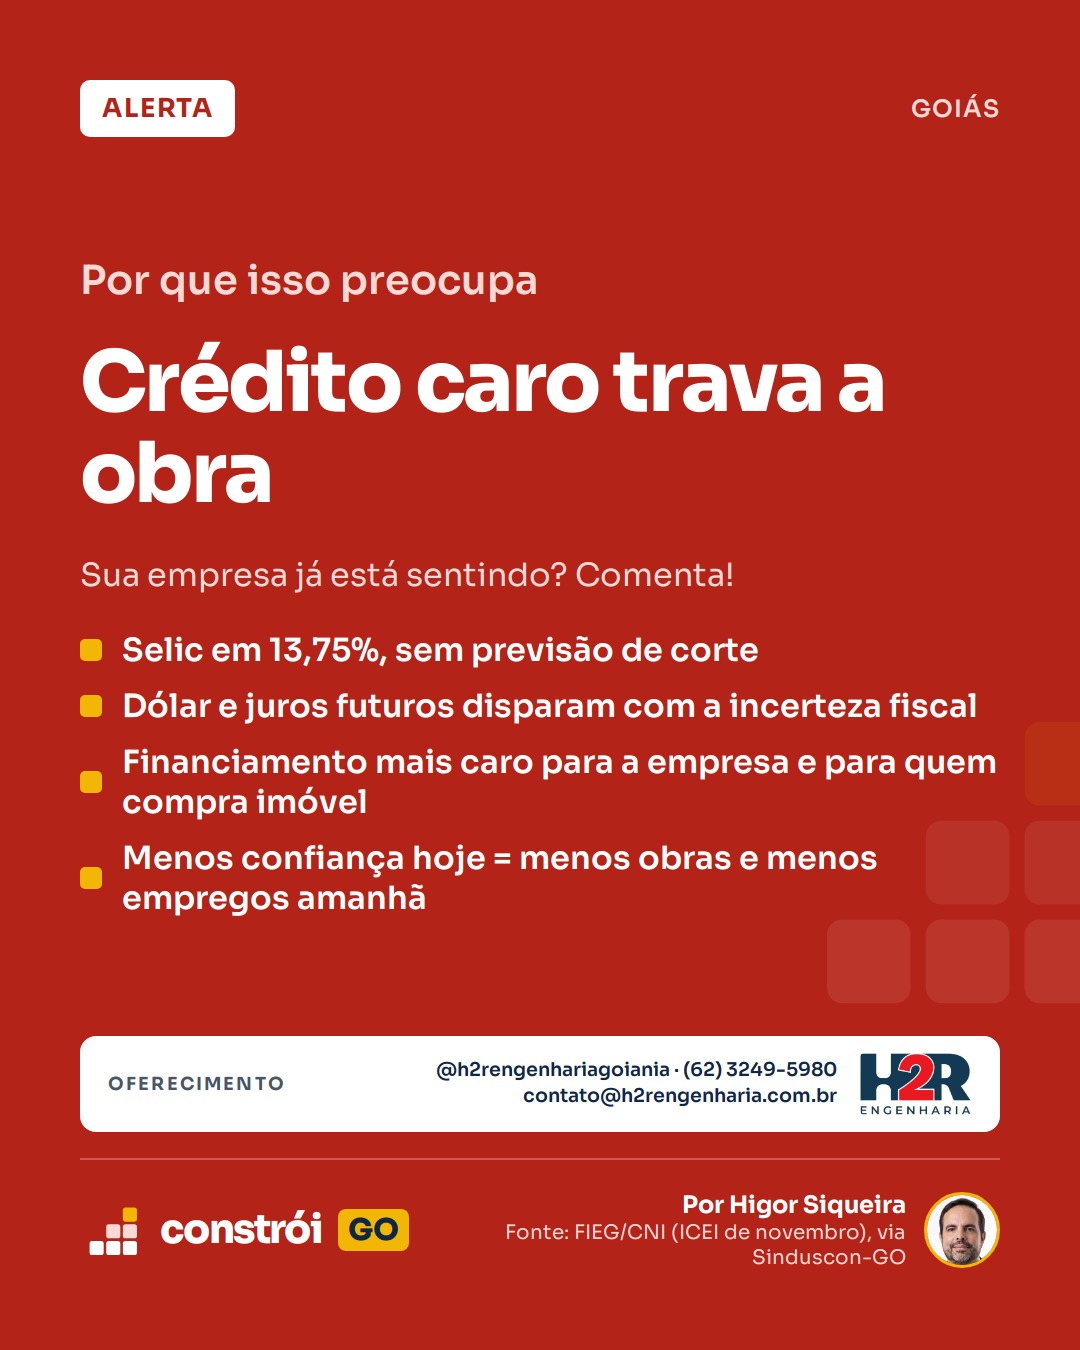 ALERTA
GOIÁS
Por que isso preocupa
Crédito caro trava a
obra
Sua empresa já está sentindo? Comenta!
Selic em 13,75%, sem previsão de corte
Dólar e juros futuros disparam com a incerteza fiscal
Financiamento mais caro para a empresa e para quem
compra imóvel
Menos confiança hoje = menos obras e menos
empregos amanhã
OFERECIMENTO
@h2rengenhariagoiania · (62) 3249-5980
contato@h2rengenharia.com.br
H2R
ENGENHARIA
constrói GO
Por Higor Siqueira
Fonte: FIEG/CNI (ICEI de novembro), via
Sinduscon-GO